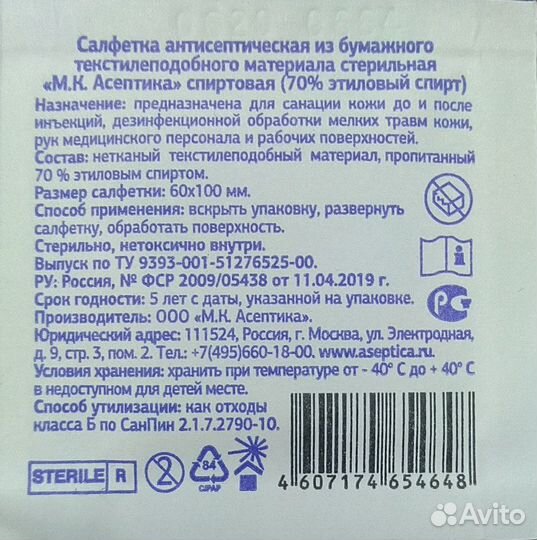 Салфетка антисептическая из бумажного
текстилеподобного материала стерильная
«М.К. Асептика» спиртовая (70% этиловый спирт)
Назначение: предназначена для санации кожи до и после
инъекций, дезинфекционной обработки мелких травм кожи,
рук медицинского персонала и рабочих поверхностей.
Состав: нетканый текстилеподобный материал, пропитанный
70 % этиловым спиртом.
Размер салфетки: 60х100 мм.
Способ применения: вскрыть упаковку, развернуть
салфетку, обработать поверхность.
Стерильно, нетоксично внутри.
Выпуск по ТУ 9393-001-51276525-00.
РУ: Россия, № ФСР 2009/05438 от 11.04.2019 г.
Срок годности: 5 лет с даты, указанной на упаковке.
Производитель: ООО «М.К. Асептика».
Юридический адрес: 111524, Россия, г. Москва, ул. Электродная,
д. 9, стр. 3, пом. 2. Тел.: +7(495)660-18-00. www.aseptica.ru
Условия хранения: хранить при температуре от - 40° С до + 40° С
в недоступном для детей месте.
Способ утилизации: как отходы
класса Б по СанПин 2.1.7.2790-10.
STERILE R
2
84
C/PAP
4 607174 654648
Avito